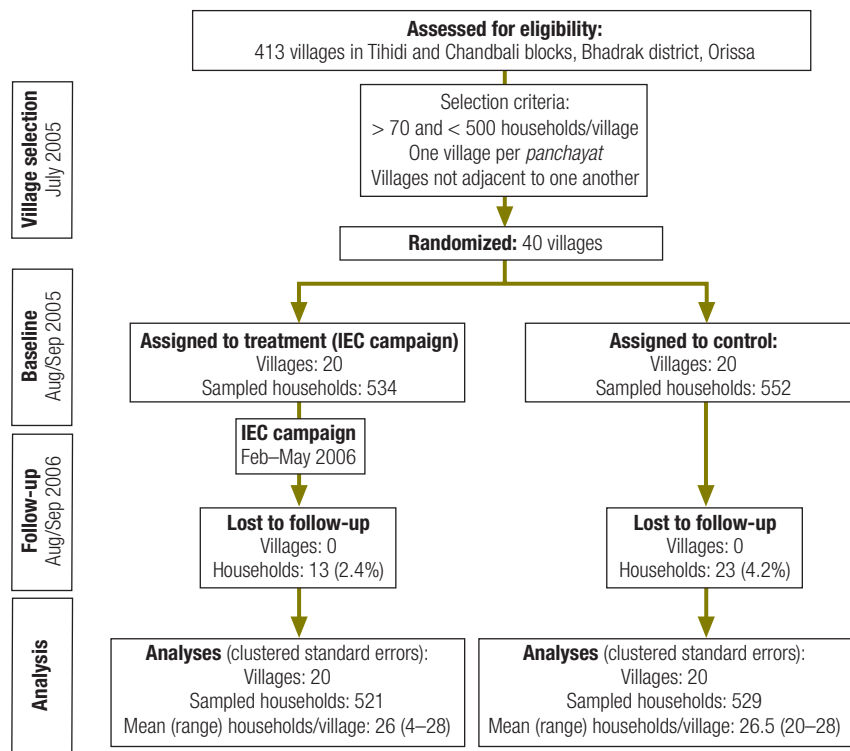 Assessed for eligibility:
413 villages in Tihidi and Chandbali blocks, Bhadrak district, Orissa
Village selection
July 2005
Selection criteria:
> 70 and < 500 households/village
One village per panchayat
Villages not adjacent to one another
Randomized: 40 villages
Baseline
Aug/Sep 2005
Assigned to treatment (IEC campaign)
Villages: 20
Sampled households: 534
Assigned to control:
Villages: 20
Sampled households: 552
IEC campaign
Feb–May 2006
Follow-up
Aug/Sep 2006
Lost to follow-up
Villages: 0
Households: 13 (2.4%)
Lost to follow-up
Villages: 0
Households: 23 (4.2%)
Analysis
Analyses (clustered standard errors):
Villages: 20
Sampled households: 521
Mean (range) households/village: 26 (4–28)
Analyses (clustered standard errors):
Villages: 20
Sampled households: 529
Mean (range) households/village: 26.5 (20–28)